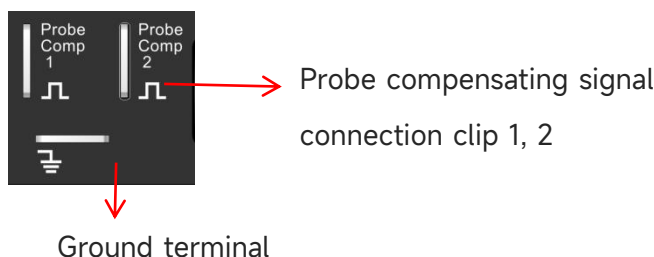 Probe
Comp
1
Probe
Comp
2
Probe compensating signal
connection clip 1, 2
Ground terminal